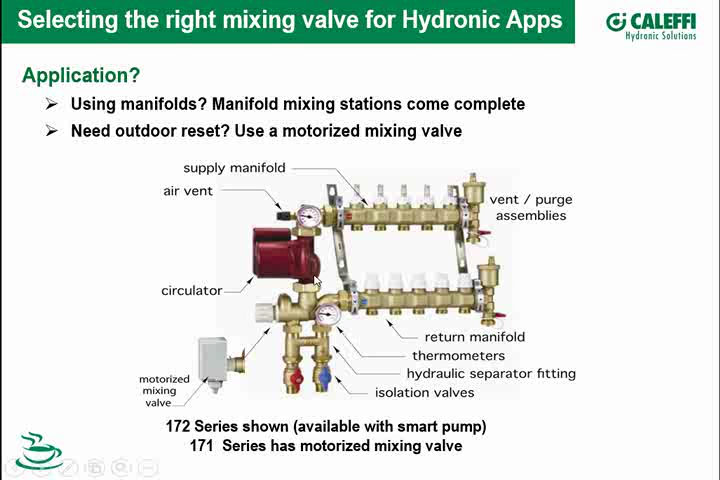 Selecting the right mixing valve for Hydronic Apps
CALEFFI
Hydronic Solutions
Application?
Using manifolds? Manifold mixing stations come complete
Need outdoor reset? Use a motorized mixing valve
supply manifold
air vent
vent / purge
assemblies
circulator
return manifold
thermometers
hydraulic separator fitting
isolation valves
motorized
mixing
valve
172 Series shown (available with smart pump)
171 Series has motorized mixing valve